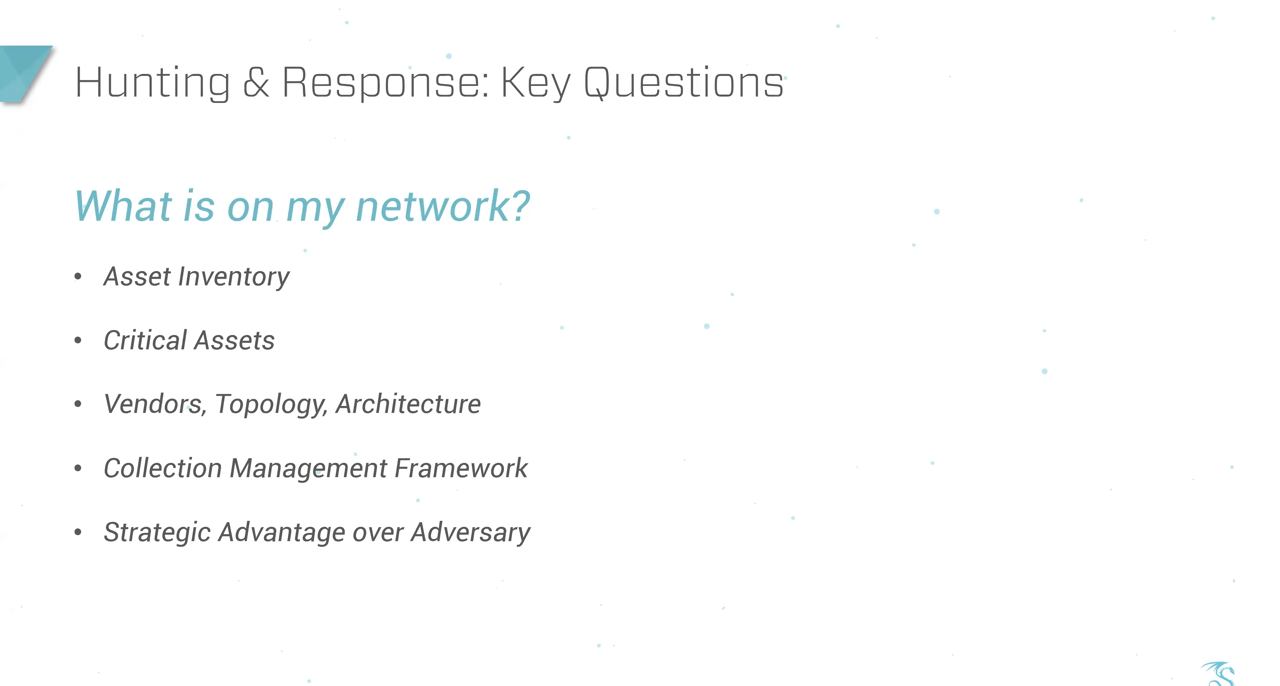 Hunting & Response: Key Questions
What is on my network?
• Asset Inventory
• Critical Assets
• Vendors, Topology, Architecture
• Collection Management Framework
• Strategic Advantage over Adversary